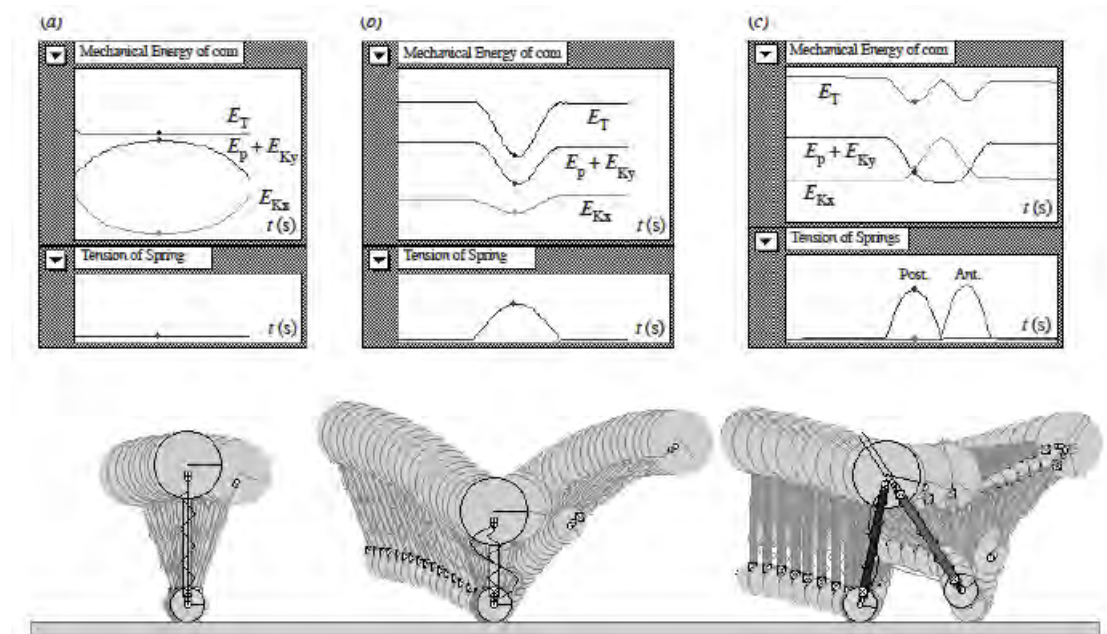 (a)
Mechanical Energy of com
E_T
E_p + E_Ky
E_Kx
t (s)
Tension of Spring
t (s)
(b)
Mechanical Energy of com
E_T
E_p + E_Ky
E_Kx
t (s)
Tension of Spring
t (s)
(c)
Mechanical Energy of com
E_T
E_p + E_Ky
E_Kx
t (s)
Tension of Springs
Post. Ant.
t (s)